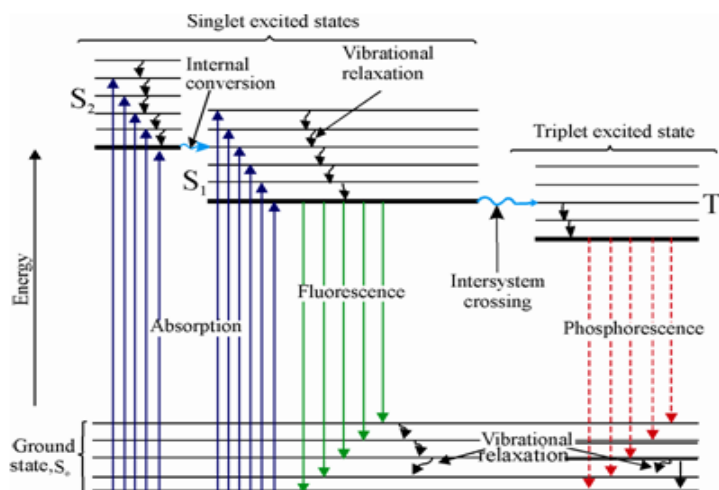 Singlet excited states
Internal
conversion
Vibrational
relaxation
S2
Triplet excited state
S1
T
Energy
Absorption
Fluorescence
Intersystem
crossing
Phosphorescence
Ground
state, So
Vibrational
relaxation